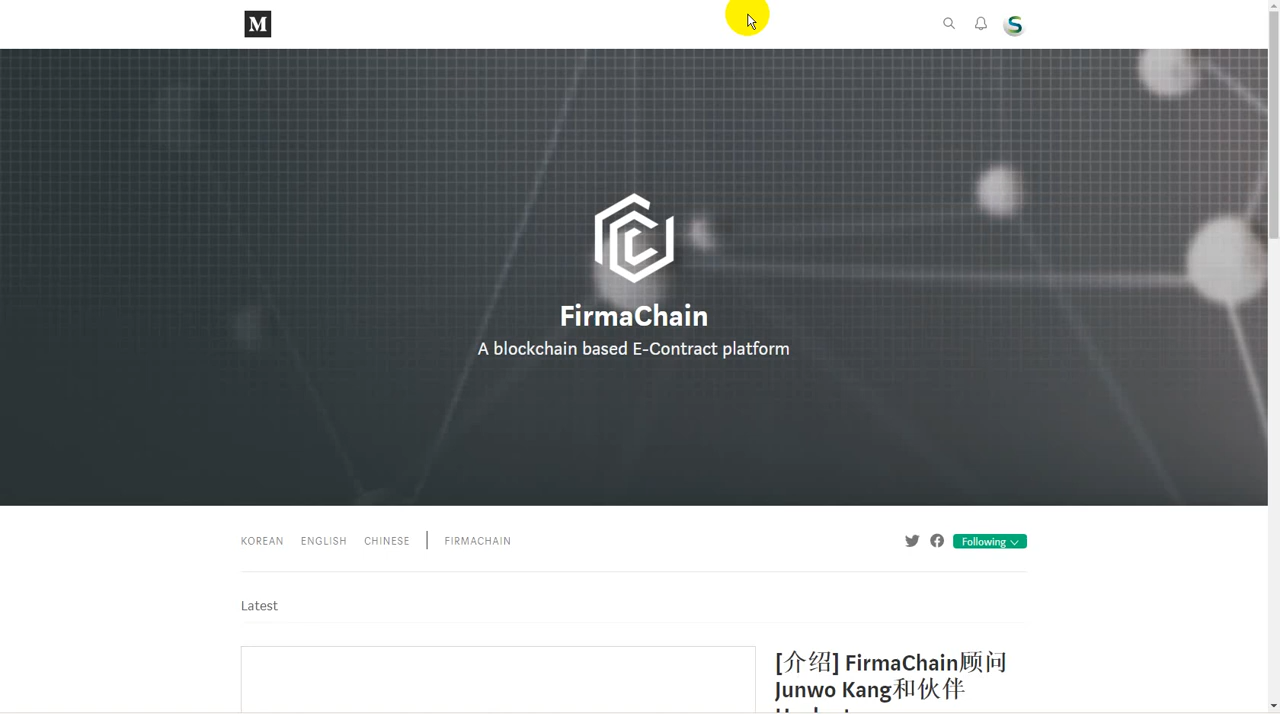 M
S
FirmaChain
A blockchain based E-Contract platform
KOREAN ENGLISH CHINESE FIRMACHAIN
Following
Latest
[介绍] FirmaChain顾问
Junwo Kang和伙伴